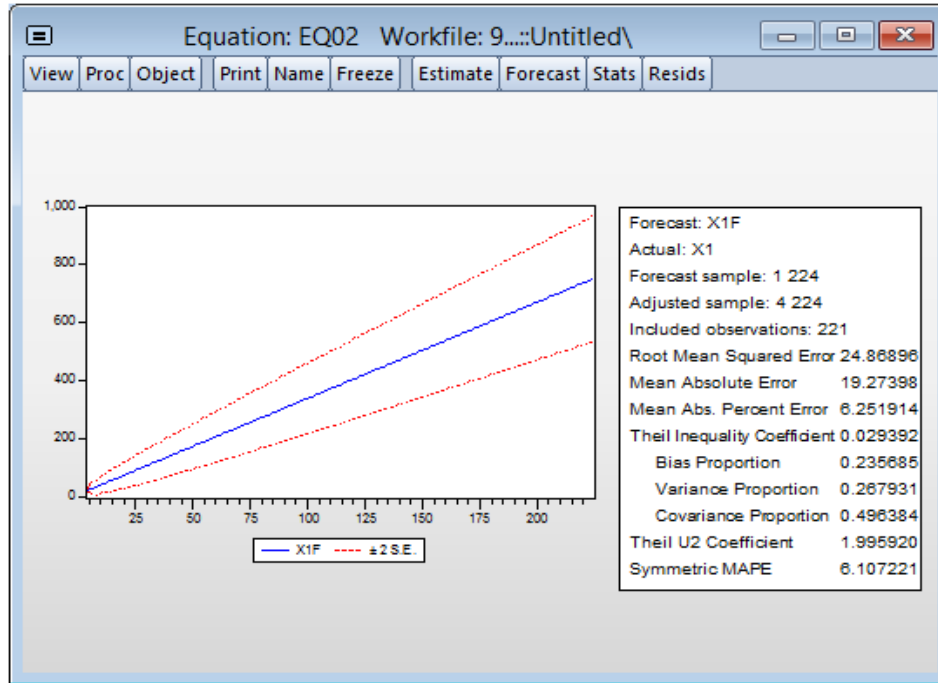 Equation: EQ02 Workfile: 9...::Untitled\
View Proc Object Print Name Freeze Estimate Forecast Stats Resids
1,000
800
600
400
200
0
25 50 75 100 125 150 175 200
X1F ± 2 S.E.
Forecast: X1F
Actual: X1
Forecast sample: 1 224
Adjusted sample: 4 224
Included observations: 221
Root Mean Squared Error 24.86896
Mean Absolute Error 19.27398
Mean Abs. Percent Error 6.251914
Theil Inequality Coefficient 0.029392
Bias Proportion 0.235685
Variance Proportion 0.267931
Covariance Proportion 0.496384
Theil U2 Coefficient 1.995920
Symmetric MAPE 6.107221